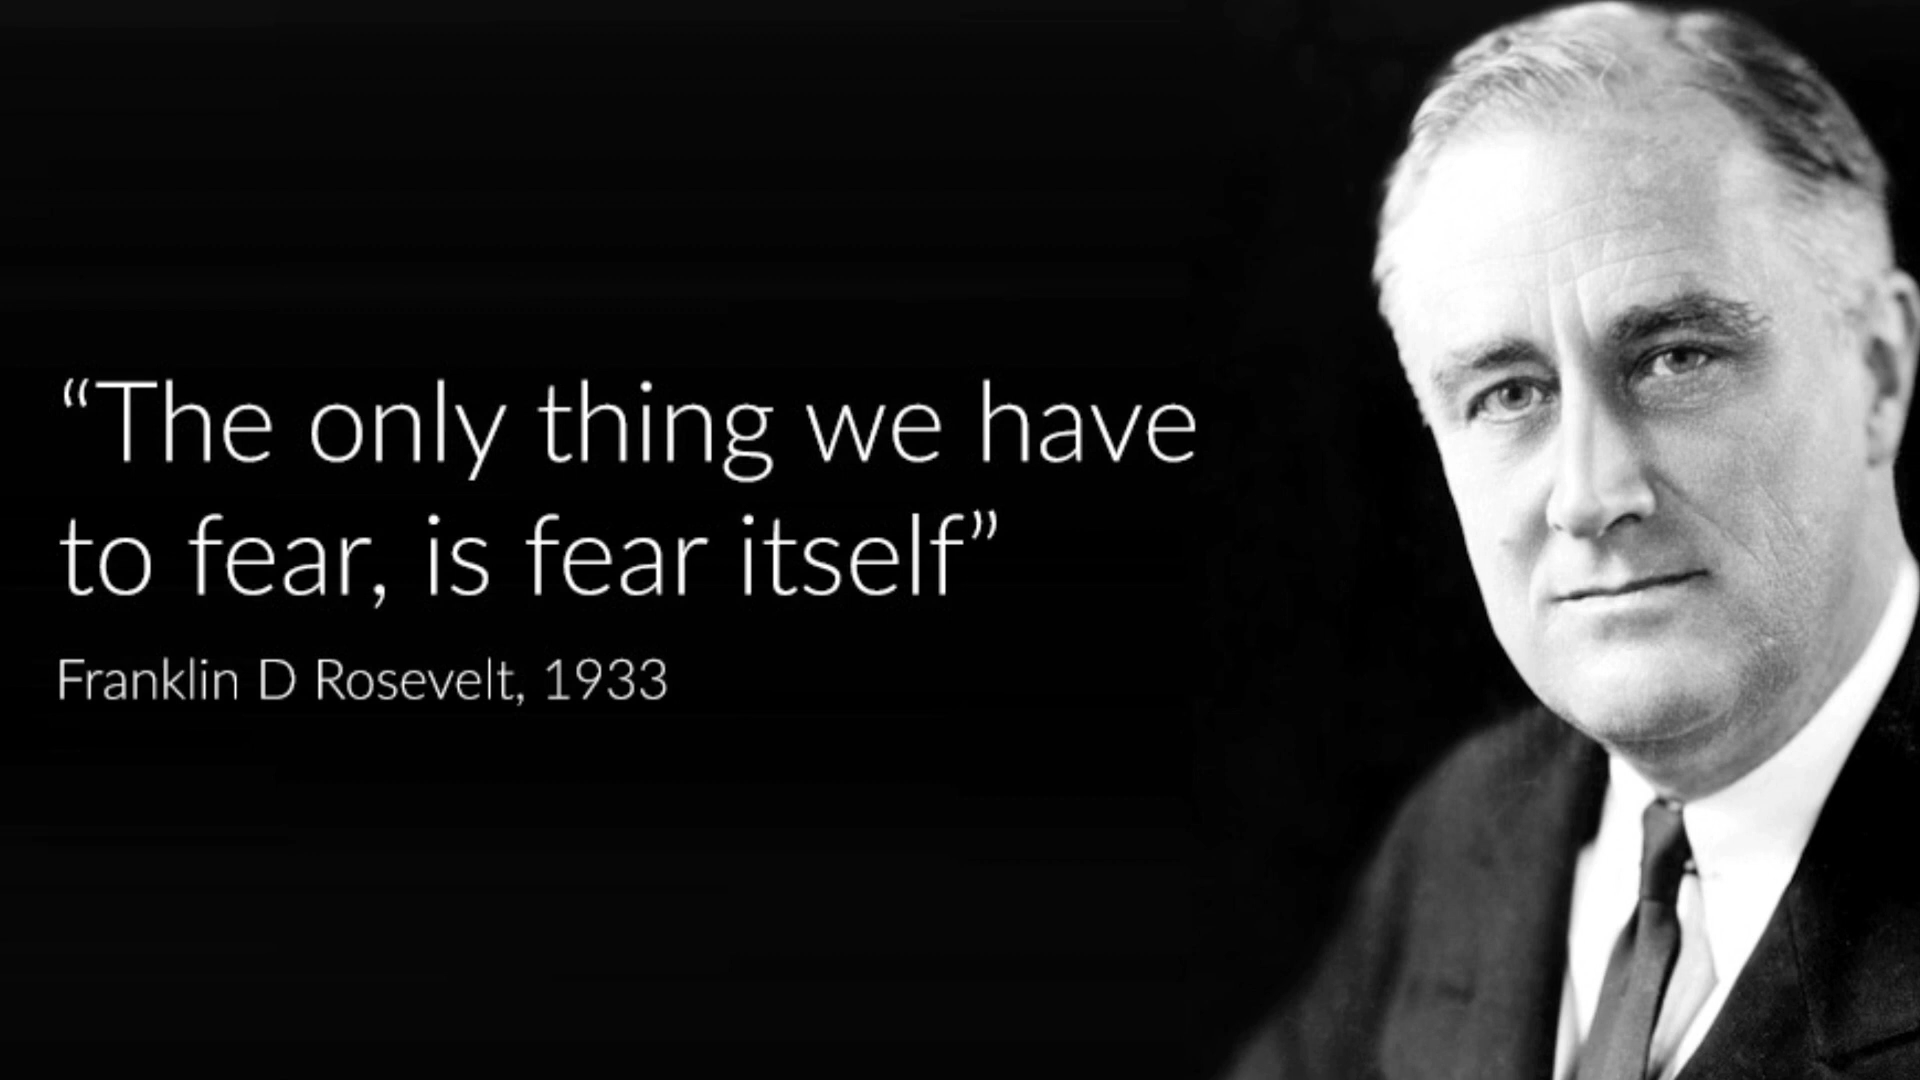 “The only thing we have
to fear, is fear itself”
Franklin D Rosevelt, 1933